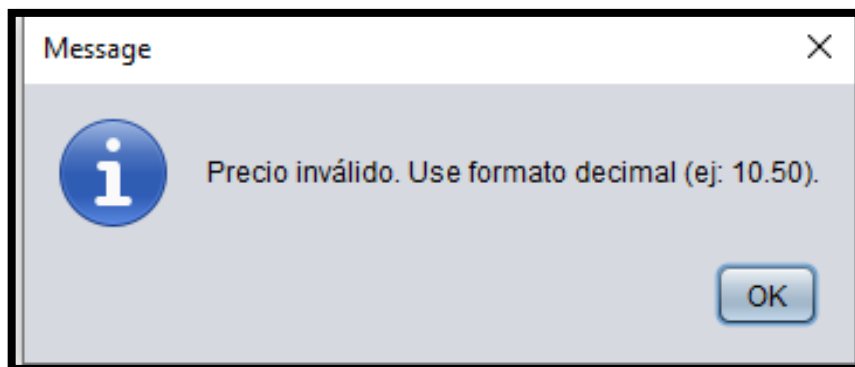 Message
Precio inválido. Use formato decimal (ej: 10.50).
OK